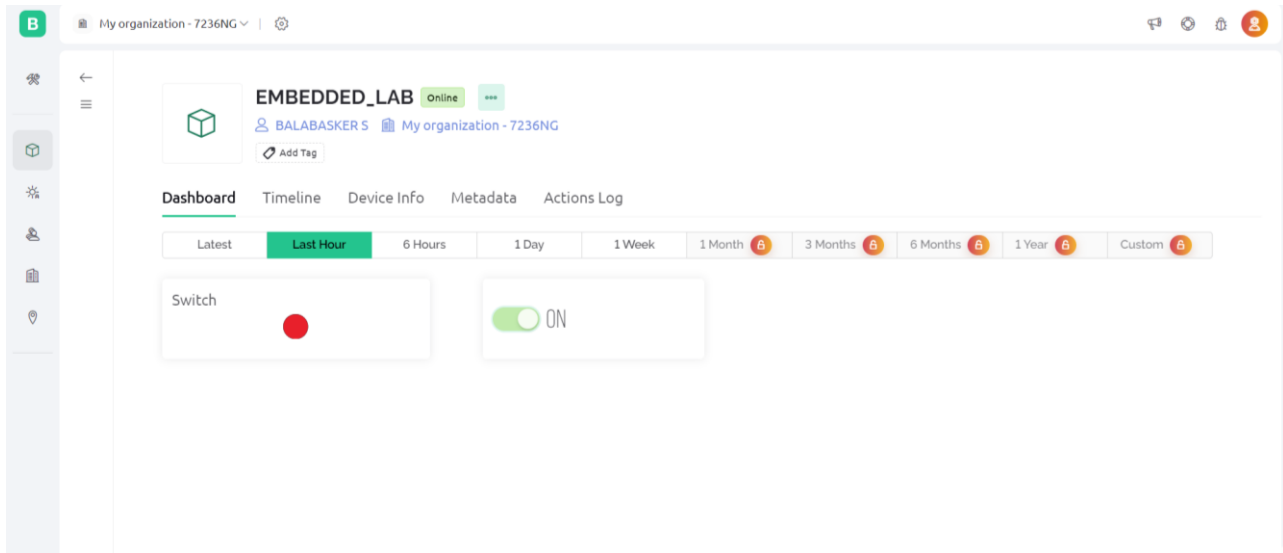 B My organization - 7236NG
EMBEDDED_LAB Online
BALABASKER S My organization - 7236NG
Add Tag
Dashboard Timeline Device Info Metadata Actions Log
Latest Last Hour 6 Hours 1 Day 1 Week 1 Month 3 Months 6 Months 1 Year Custom
Switch
ON